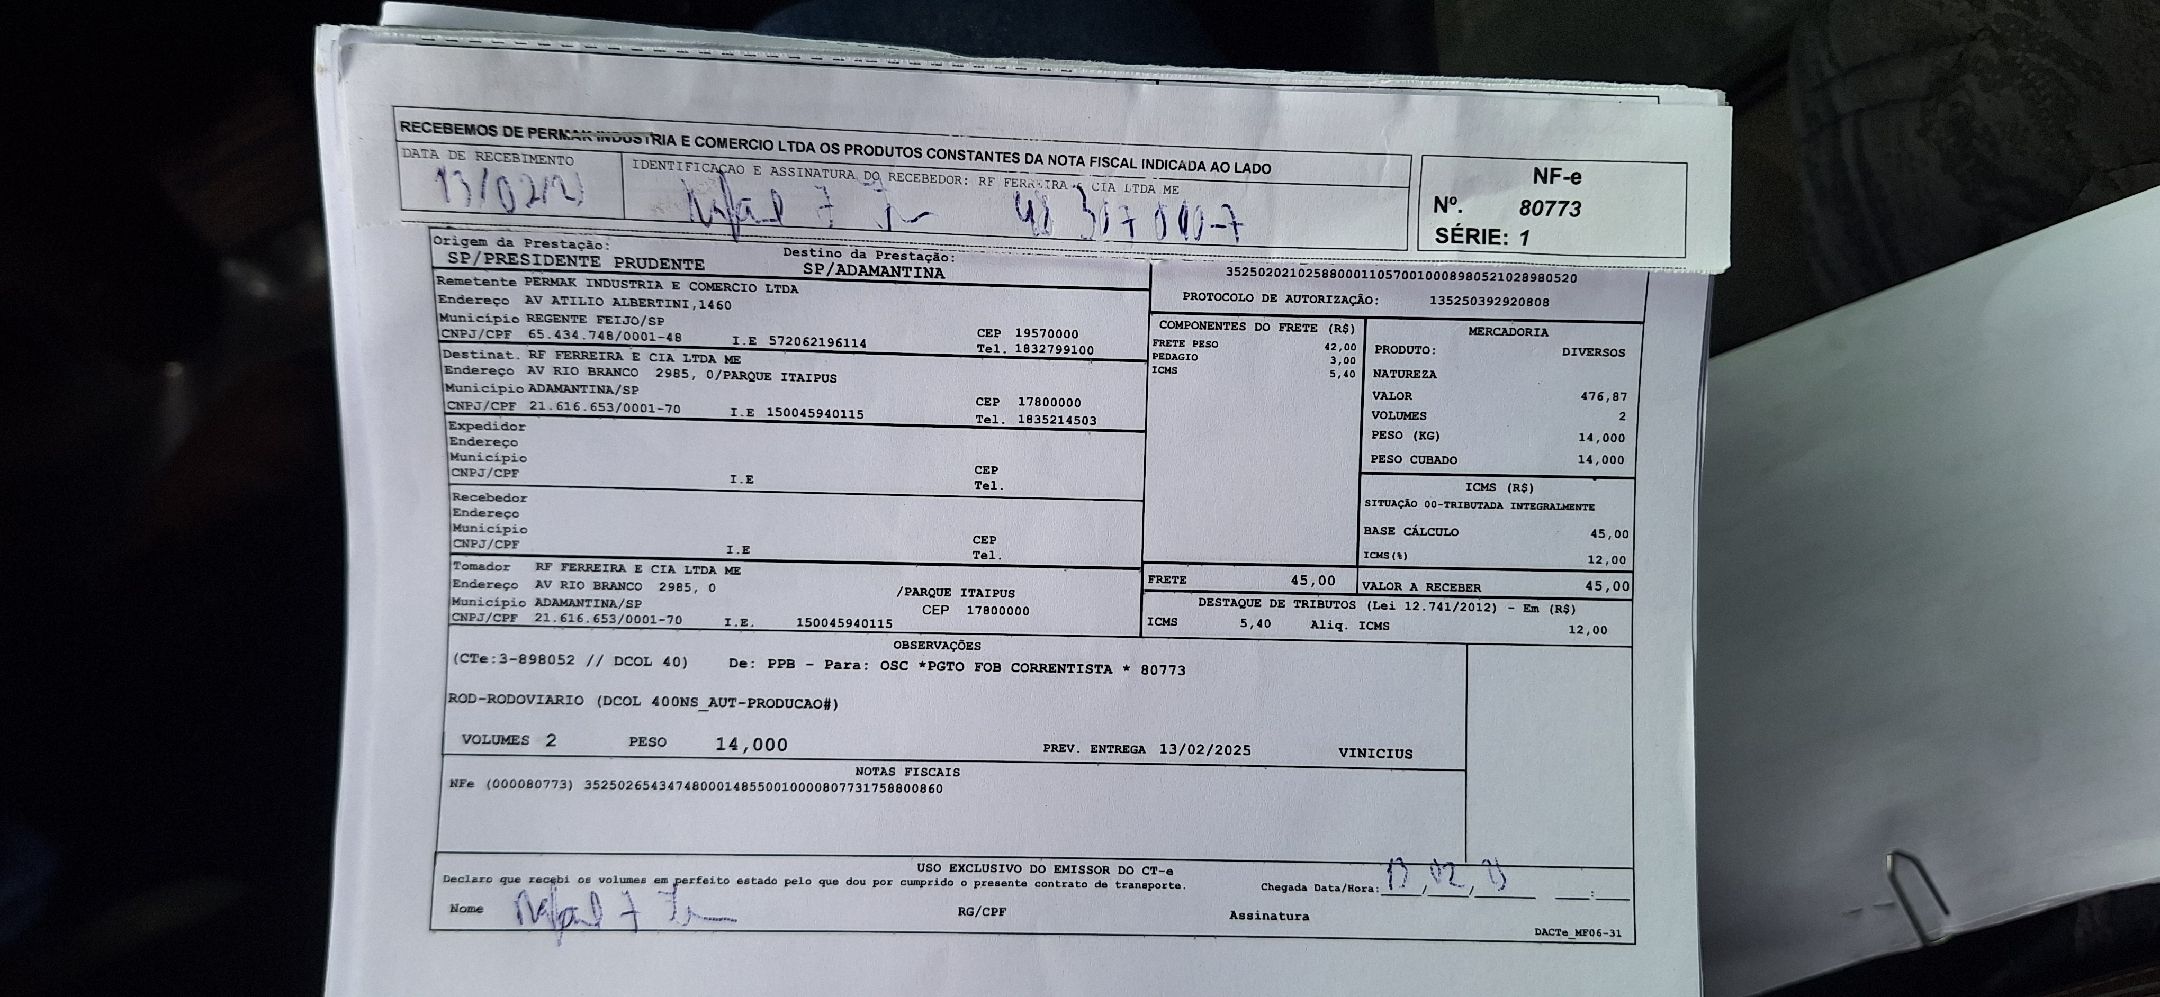 RECEBEMOS DE PERMAK INDUSTRIA E COMERCIO LTDA OS PRODUTOS CONSTANTES DA NOTA FISCAL INDICADA AO LADO
DATA DE RECEBIMENTO
13/02/25
IDENTIFICAÇAO E ASSINATURA DO RECEBEDOR: RF FERREIRA E CIA LTDA ME
Rafael F
NF-e
Nº. 80773
SÉRIE: 1
Origem da Prestação:
SP/PRESIDENTE PRUDENTE
Destino da Prestação:
SP/ADAMANTINA
35250202102588000110570010008980521028980520
PROTOCOLO DE AUTORIZAÇÃO: 135250392920808
Remetente PERMAK INDUSTRIA E COMERCIO LTDA
Endereço AV ATILIO ALBERTINI,1460
Município REGENTE FEIJO/SP
CEP 19570000
CNPJ/CPF 65.434.748/0001-48 I.E 572062196114 Tel. 1832799100
Destinat. RF FERREIRA E CIA LTDA ME
Endereço AV RIO BRANCO 2985, 0/PARQUE ITAIPUS
Município ADAMANTINA/SP
CEP 17800000
CNPJ/CPF 21.616.653/0001-70 I.E 150045940115 Tel. 1835214503
Expedidor
Endereço
Município
CEP
CNPJ/CPF I.E Tel.
Recebedor
Endereço
Município
CEP
CNPJ/CPF I.E Tel.
Tomador RF FERREIRA E CIA LTDA ME
Endereço AV RIO BRANCO 2985, 0 /PARQUE ITAIPUS
Município ADAMANTINA/SP CEP 17800000
CNPJ/CPF 21.616.653/0001-70 I.E. 150045940115
COMPONENTES DO FRETE (R$)
FRETE PESO 42,00
PEDAGIO 3,00
ICMS 5,40
FRETE 45,00
MERCADORIA
PRODUTO: DIVERSOS
NATUREZA
VALOR 476,87
VOLUMES 2
PESO (KG) 14,000
PESO CUBADO 14,000
ICMS (R$)
SITUAÇÃO 00-TRIBUTADA INTEGRALMENTE
BASE CÁLCULO 45,00
ICMS(%) 12,00
VALOR A RECEBER 45,00
DESTAQUE DE TRIBUTOS (Lei 12.741/2012) - Em (R$)
ICMS 5,40 Aliq. ICMS 12,00
OBSERVAÇÕES
(CTe:3-898052 // DCOL 40) De: PPB - Para: OSC *PGTO FOB CORRENTISTA * 80773
ROD-RODOVIARIO (DCOL 400NS_AUT-PRODUCAO#)
VOLUMES 2 PESO 14,000 PREV. ENTREGA 13/02/2025 VINICIUS
NOTAS FISCAIS
NFe (000080773) 35250265434748000148550010000807731758800860
USO EXCLUSIVO DO EMISSOR DO CT-e
Declaro que recebi os volumes em perfeito estado pelo que dou por cumprido o presente contrato de transporte.
Chegada Data/Hora: 13/02/25 __:__
Nome Rafael F RG/CPF Assinatura
DACTe_MF06-31